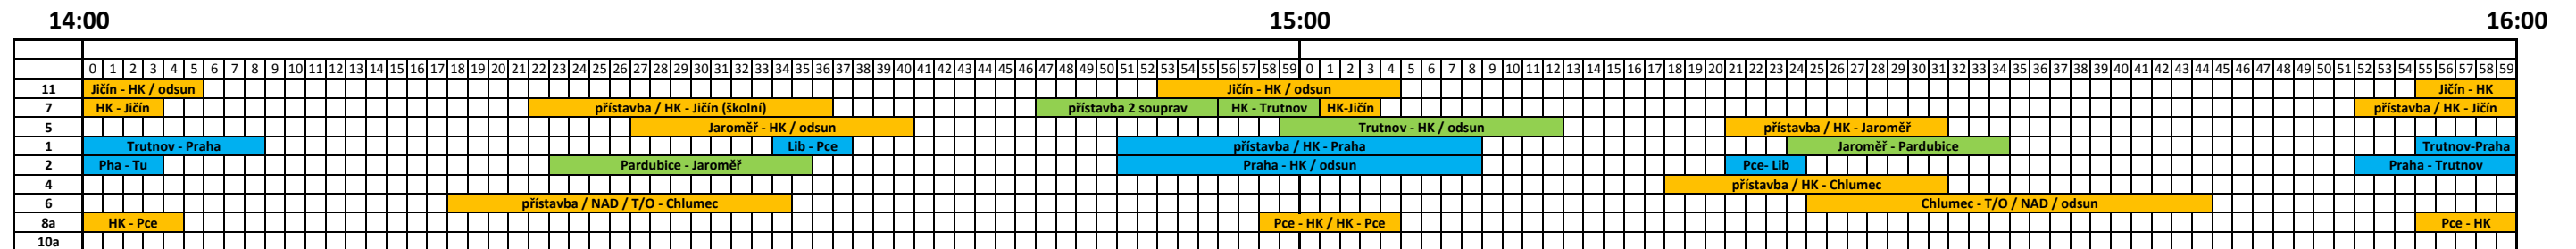 14:00 15:00 16:00
0 1 2 3 4 5 6 7 8 9 10 11 12 13 14 15 16 17 18 19 20 21 22 23 24 25 26 27 28 29 30 31 32 33 34 35 36 37 38 39 40 41 42 43 44 45 46 47 48 49 50 51 52 53 54 55 56 57 58 59 0 1 2 3 4 5 6 7 8 9 10 11 12 13 14 15 16 17 18 19 20 21 22 23 24 25 26 27 28 29 30 31 32 33 34 35 36 37 38 39 40 41 42 43 44 45 46 47 48 49 50 51 52 53 54 55 56 57 58 59
11 Jičín - HK / odsun Jičín - HK / odsun Jičín - HK
7 HK - Jičín přístavba / HK - Jičín (školní) přístavba 2 souprav HK - Trutnov HK-Jičín přístavba / HK - Jičín
5 Jaroměř - HK / odsun Trutnov - HK / odsun přístavba / HK - Jaroměř
1 Trutnov - Praha Lib - Pce přístavba / HK - Praha Jaroměř - Pardubice Trutnov-Praha
2 Pha - Tu Pardubice - Jaroměř Praha - HK / odsun Pce- Lib Praha - Trutnov
4 přístavba / HK - Chlumec
6 přístavba / NAD / T/O - Chlumec Chlumec - T/O / NAD / odsun
8a HK - Pce Pce - HK / HK - Pce Pce - HK
10a